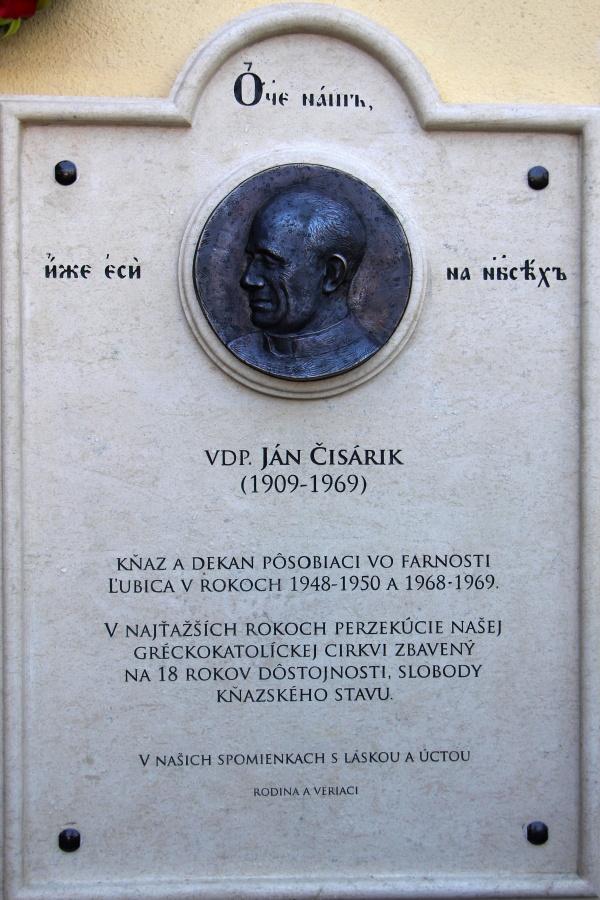 Ѻ҆́че на́шъ,
и҆́же є҆сѝ на нб҃сѣ́хъ
VDP. JÁN ČISÁRIK
(1909-1969)
KŇAZ A DEKAN PÔSOBIACI VO FARNOSTI
ĽUBICA V ROKOCH 1948-1950 A 1968-1969.
V NAJŤAŽŠÍCH ROKOCH PERZEKÚCIE NAŠEJ
GRÉCKOKATOLÍCKEJ CIRKVI ZBAVENÝ
NA 18 ROKOV DÔSTOJNOSTI, SLOBODY
KŇAZSKÉHO STAVU.
V NAŠICH SPOMIENKACH S LÁSKOU A ÚCTOU
RODINA A VERIACI